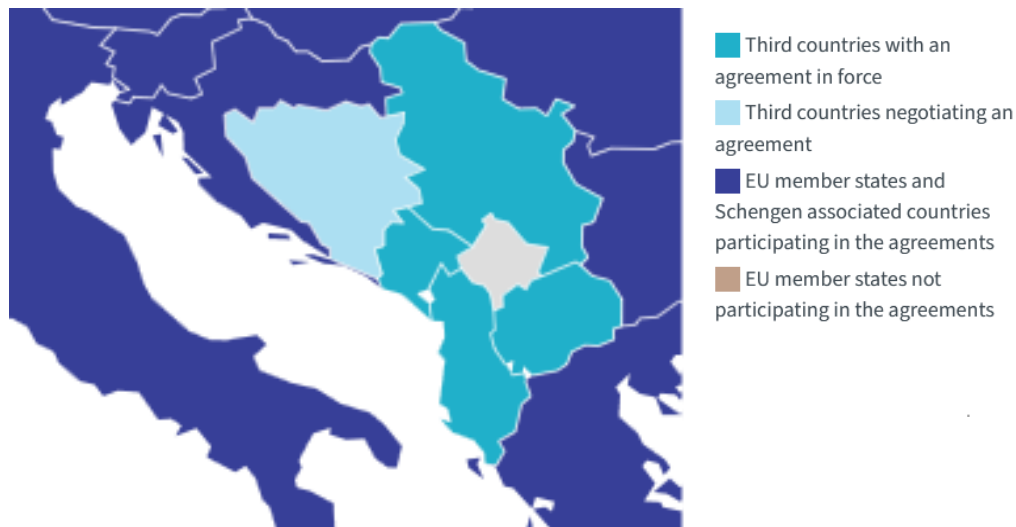 Third countries with an
agreement in force
Third countries negotiating an
agreement
EU member states and
Schengen associated countries
participating in the agreements
EU member states not
participating in the agreements
.